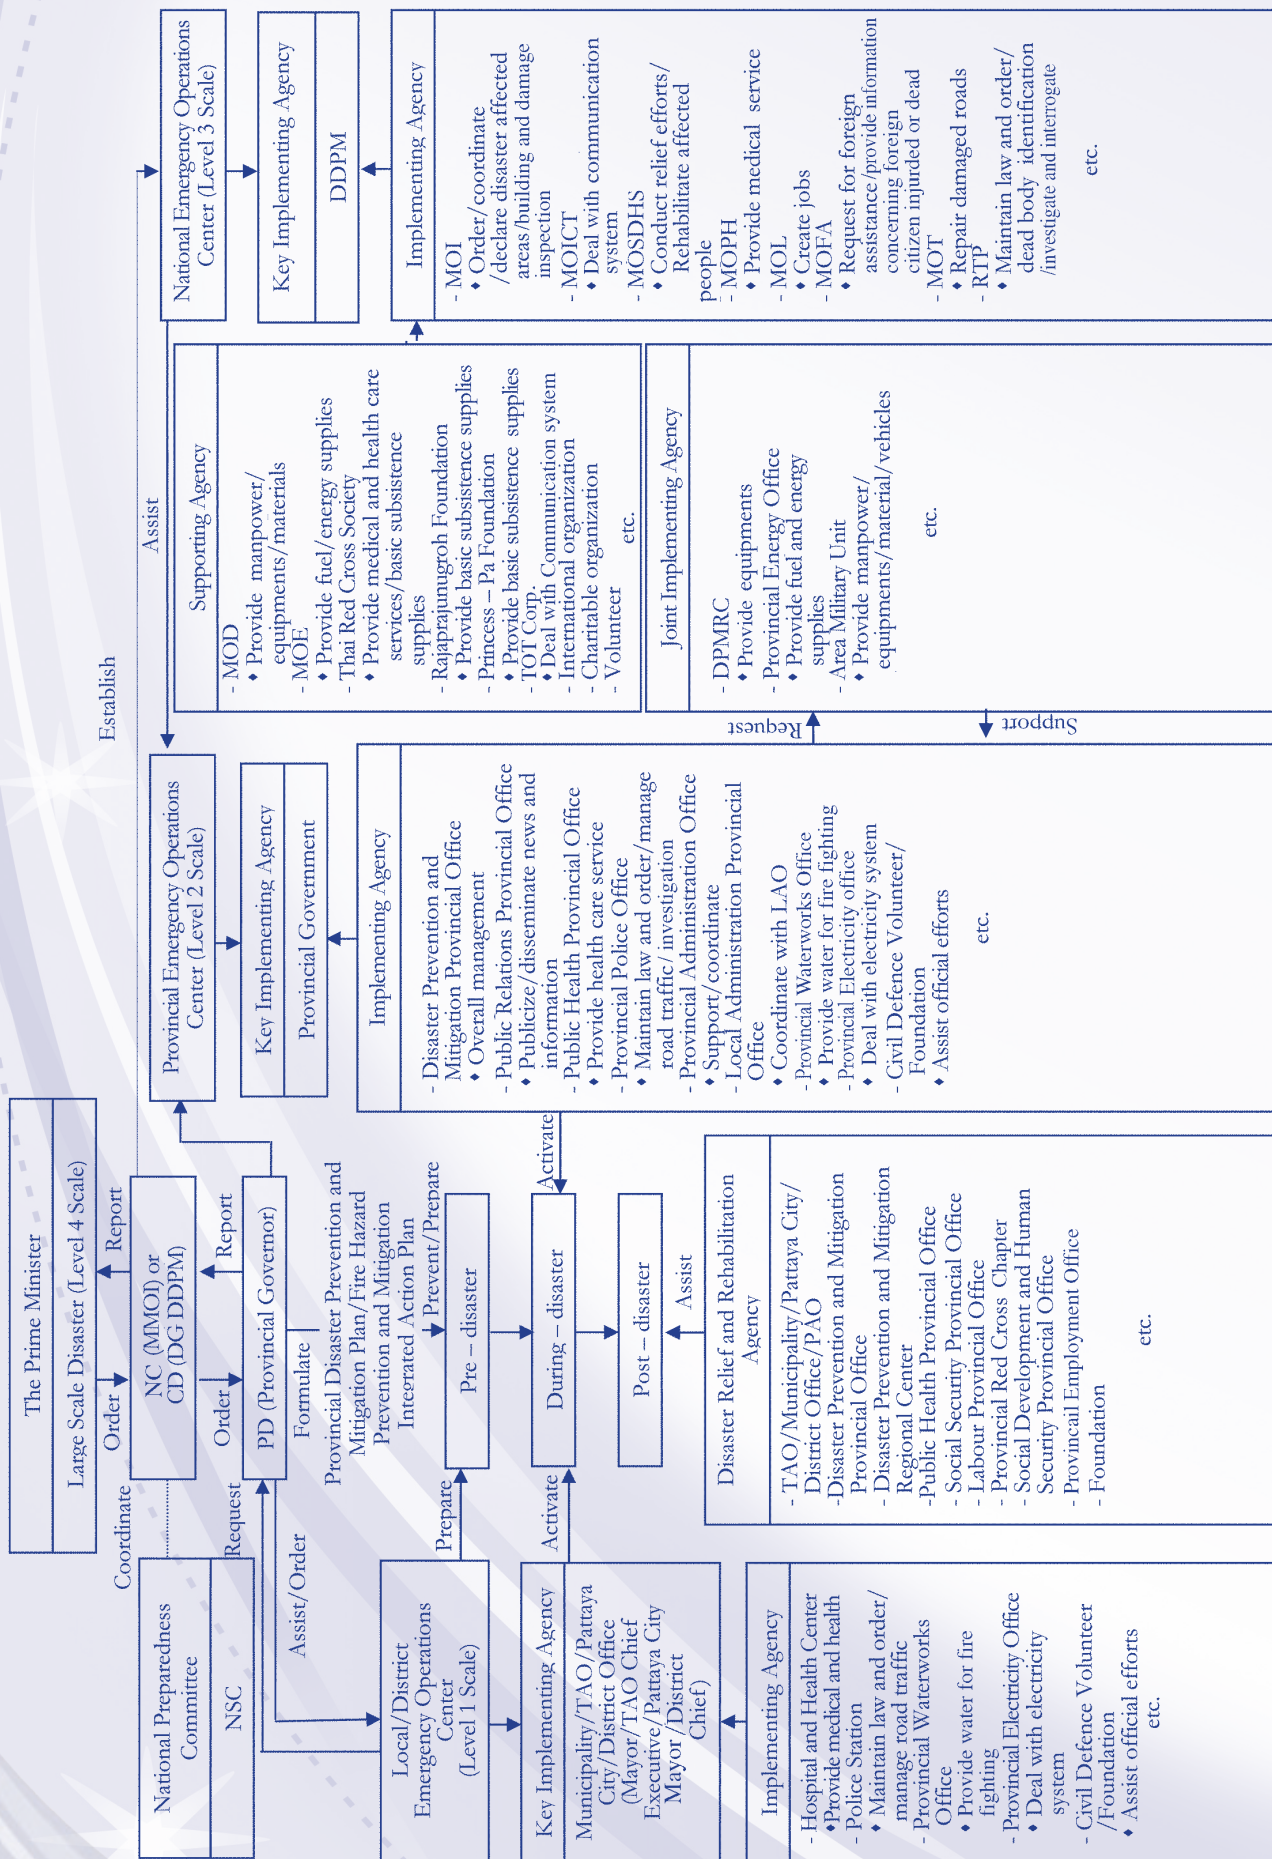 The Prime Minister
Large Scale Disaster (Level 4 Scale)
Order
Report
National Preparedness
Committee
NSC
Coordinate
NC (MMOI) or
CD (DG DDPM)
Establish
Order
Report
Request
PD (Provincial Governor)
Assist/Order
Formulate
Provincial Disaster Prevention and
Mitigation Plan/Fire Hazard
Prevention and Mitigation
Integrated Action Plan
Prevent/Prepare
Local/District
Emergency Operations
Center
(Level 1 Scale)
Prepare
Pre – disaster
Key Implementing Agency
Municipality/TAO/Pattaya
City/District Office
(Mayor/TAO Chief
Executive/Pattaya City
Mayor/District
Chief)
Activate
During – disaster
Activate
Post – disaster
Assist
Implementing Agency
- Hospital and Health Center
♦Provide medical and health
- Police Station
♦ Maintain law and order/
manage road traffic
- Provincial Waterworks
Office
♦ Provide water for fire
fighting
- Provincial Electricity Office
♦ Deal with electricity
system
- Civil Defence Volunteer
/Foundation
♦ Assist official efforts
etc.
Disaster Relief and Rehabilitation
Agency
- TAO/Municipality/Pattaya City/
District Office/PAO
-Disaster Prevention and Mitigation
Provincial Office
- Disaster Prevention and Mitigation
Regional Center
-Public Health Provincial Office
- Social Security Provincial Office
- Labour Provincial Office
- Provincial Red Cross Chapter
- Social Development and Human
Security Provincial Office
- Provincail Employment Office
- Foundation
etc.
Provincial Emergency Operations
Center (Level 2 Scale)
Key Implementing Agency
Provincial Government
Implementing Agency
- Disaster Prevention and
Mitigation Provincial Office
♦ Overall management
- Public Relations Provincial Office
♦ Publicize/disseminate news and
information
- Public Health Provincial Office
♦ Provide health care service
- Provincial Police Office
♦ Maintain law and order/manage
road traffic/ investigation
- Provincial Administration Office
♦ Support/coordinate
- Local Administration Provincial
Office
♦ Coordinate with LAO
- Provincial Waterworks Office
♦ Provide water for fire fighting
- Provincial Electricity office
♦ Deal with electricity system
- Civil Defence Volunteer/
Foundation
♦ Assist official efforts
etc.
Assist
Request
Support
Supporting Agency
- MOD
♦ Provide manpower/
equipments/materials
- MOE
♦ Provide fuel/energy supplies
- Thai Red Cross Society
♦ Provide medical and health care
services/basic subsistence
supplies
- Rajaprajunugroh Foundation
♦ Provide basic subsistence supplies
- Princess – Pa Foundation
♦ Provide basic subsistence supplies
- TOT Corp.
♦ Deal with Communication system
- International organization
- Charitable organization
- Volunteer
etc.
Joint Implementing Agency
- DPMRC
♦ Provide equipments
- Provincial Energy Office
♦ Provide fuel and energy
supplies
- Area Military Unit
♦ Provide manpower/
equipments/material/vehicles
etc.
National Emergency Operations
Center (Level 3 Scale)
Key Implementing Agency
DDPM
Implementing Agency
- MOI
♦ Order/coordinate
/declare disaster affected
areas/building and damage
inspection
- MOICT
♦ Deal with communication
system
- MOSDHS
♦ Conduct relief efforts/
Rehabilitate affected
people
- MOPH
♦ Provide medical service
- MOL
♦ Create jobs
- MOFA
♦ Request for foreign
assistance/provide information
concerning foreign
citizen injurded or dead
- MOT
♦ Repair damaged roads
- RTP
♦ Maintain law and order/
dead body identification
/investigate and interrogate
etc.